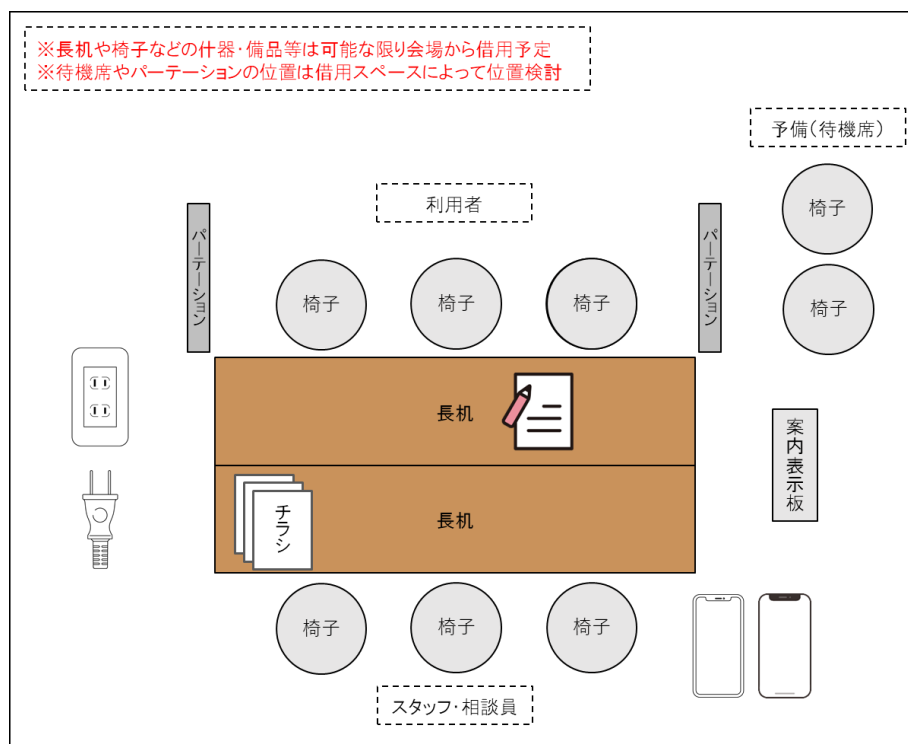 ※長机や椅子などの什器・備品等は可能な限り会場から借用予定
※待機席やパーテーションの位置は借用スペースによって位置検討
予備(待機席)
椅子
利用者
パーテーション
パーテーション
椅子
椅子
椅子
椅子
長机
案内表示板
チラシ
長机
椅子
椅子
椅子
スタッフ・相談員